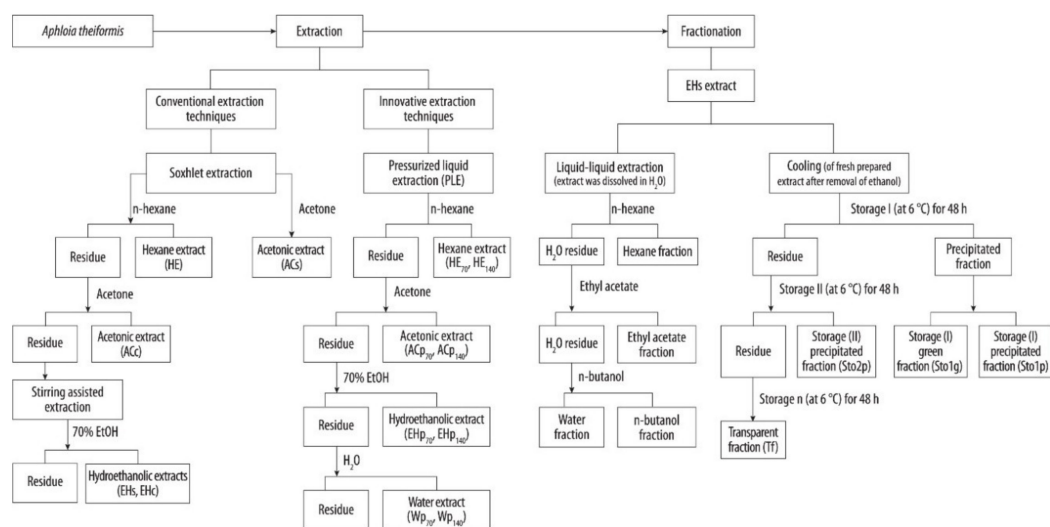 Aphloia theiformis
Extraction
Fractionation
EHs extract
Conventional extraction
techniques
Innovative extraction
techniques
Soxhlet extraction
Pressurized liquid
extraction (PLE)
Liquid-liquid extraction
(extract was dissolved in H₂O)
Cooling (of fresh prepared
extract after removal of ethanol)
n-hexane
Acetone
n-hexane
n-hexane
Storage I (at 6 °C) for 48 h
Residue
Hexane extract
(HE)
Acetonic extract
(ACs)
Residue
Hexane extract
(HE₇₀, HE₁₄₀)
H₂O residue
Hexane fraction
Residue
Precipitated
fraction
Acetone
Acetone
Ethyl acetate
Storage II (at 6 °C) for 48 h
Residue
Acetonic extract
(ACc)
Residue
Acetonic extract
(ACp₇₀, ACp₁₄₀)
H₂O residue
Ethyl acetate
fraction
Residue
Storage (II)
precipitated
fraction (Sto2p)
Storage (I)
green
fraction (Sto1g)
Storage (I)
precipitated
fraction (Sto1p)
Stirring assisted
extraction
70% EtOH
n-butanol
Storage n (at 6 °C) for 48 h
70% EtOH
Residue
Hydroethanolic extract
(EHp₇₀, EHp₁₄₀)
Water
fraction
n-butanol
fraction
Transparent
fraction (Tf)
Residue
Hydroethanolic extracts
(EHs, EHc)
H₂O
Residue
Water extract
(Wp₇₀, Wp₁₄₀)